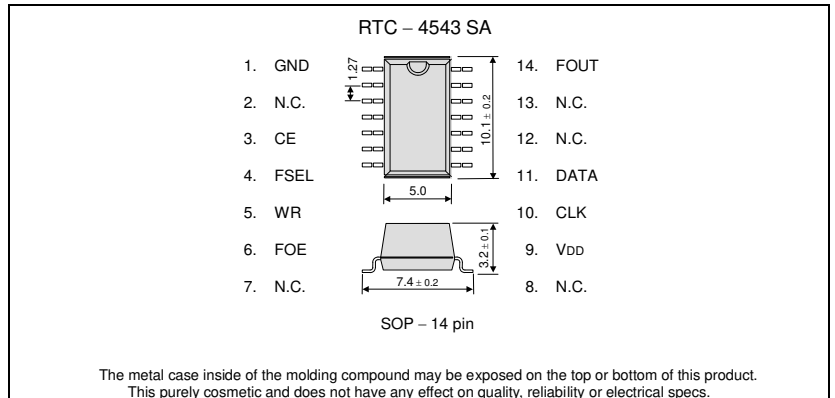 RTC – 4543 SA
1. GND
2. N.C.
3. CE
4. FSEL
5. WR
6. FOE
7. N.C.
1.27
10.1 ± 0.2
5.0
3.2 ± 0.1
7.4 ± 0.2
14. FOUT
13. N.C.
12. N.C.
11. DATA
10. CLK
9. VDD
8. N.C.
SOP – 14 pin
The metal case inside of the molding compound may be exposed on the top or bottom of this product.
This purely cosmetic and does not have any effect on quality, reliability or electrical specs.